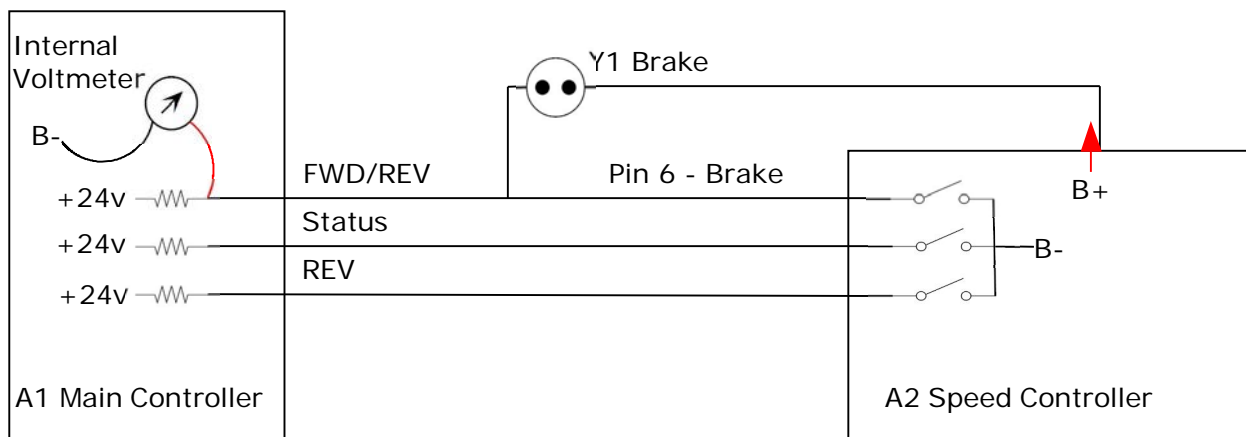 Internal
Voltmeter
Y1 Brake
B-
FWD/REV
Pin 6 - Brake
B+
+24v
Status
+24v
B-
REV
+24v
A1 Main Controller
A2 Speed Controller